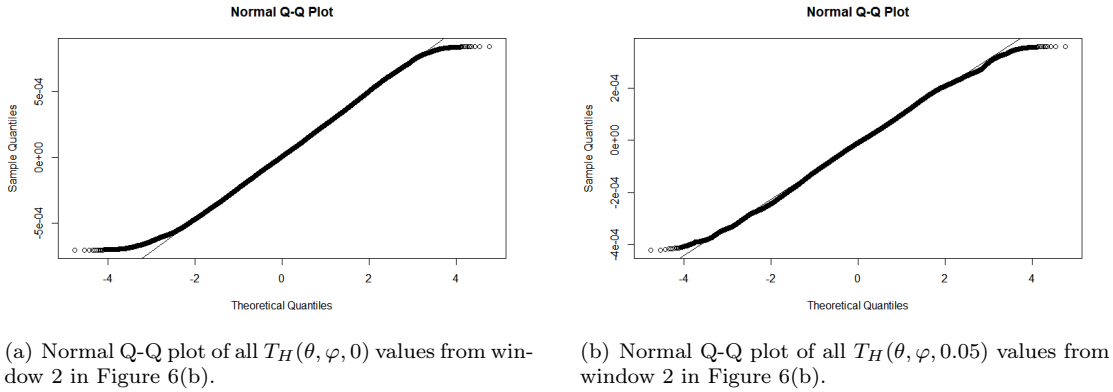 Normal Q-Q Plot
Sample Quantiles
5e-04
0e+00
-5e-04
-4
-2
0
2
4
Theoretical Quantiles
(a) Normal Q-Q plot of all T_H(θ, φ, 0) values from win-
dow 2 in Figure 6(b).
Normal Q-Q Plot
Sample Quantiles
2e-04
0e+00
-2e-04
-4e-04
-4
-2
0
2
4
Theoretical Quantiles
(b) Normal Q-Q plot of all T_H(θ, φ, 0.05) values from
window 2 in Figure 6(b).